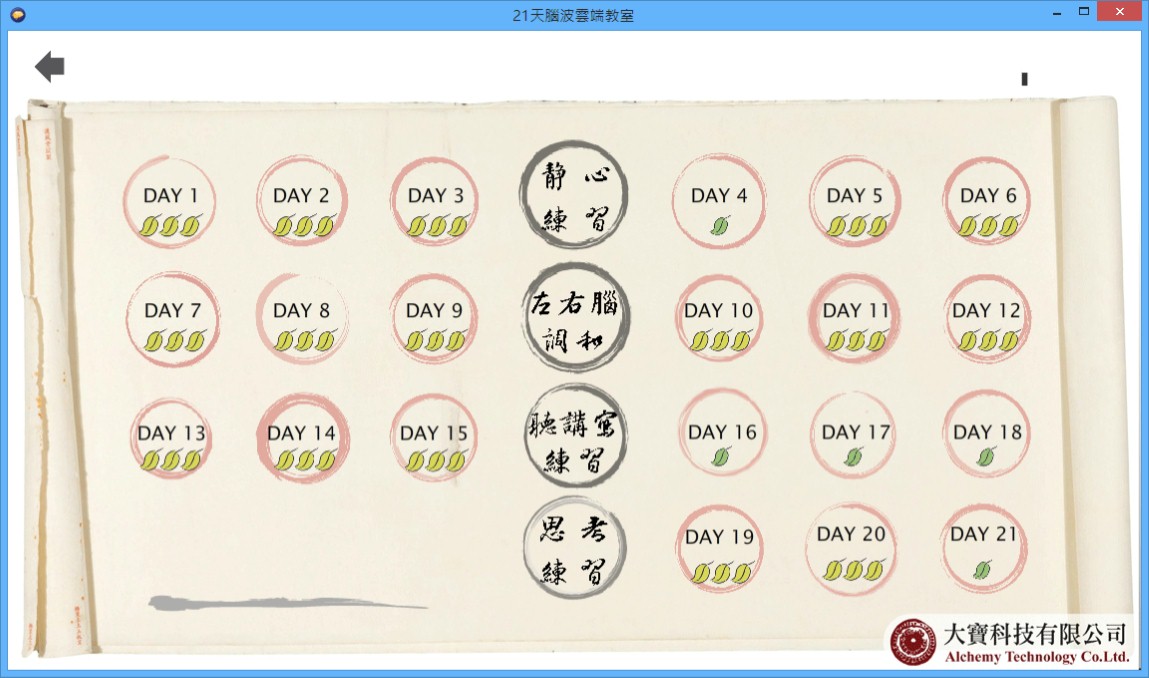 21天腦波雲端教室
DAY 1
DAY 2
DAY 3
靜心
練習
DAY 4
DAY 5
DAY 6
DAY 7
DAY 8
DAY 9
左右腦
調和
DAY 10
DAY 11
DAY 12
DAY 13
DAY 14
DAY 15
聽講寫
練習
DAY 16
DAY 17
DAY 18
思考
練習
DAY 19
DAY 20
DAY 21
大寶科技有限公司
Alchemy Technology Co.Ltd.